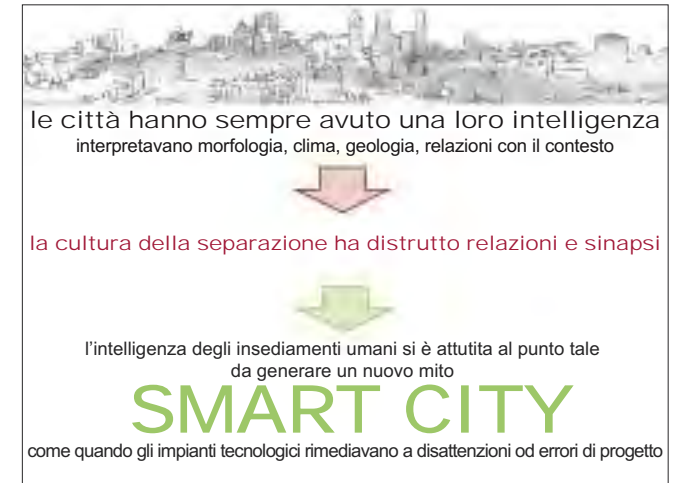 le città hanno sempre avuto una loro intelligenza
interpretavano morfologia, clima, geologia, relazioni con il contesto
la cultura della separazione ha distrutto relazioni e sinapsi
l'intelligenza degli insediamenti umani si è attutita al punto tale
da generare un nuovo mito
SMART CITY
come quando gli impianti tecnologici rimediavano a disattenzioni od errori di progetto